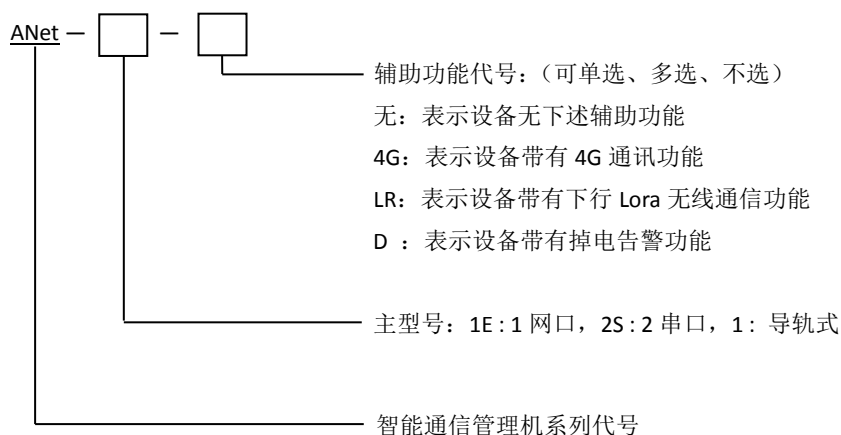 ANet — □ — □
辅助功能代号：（可单选、多选、不选）
无：表示设备无下述辅助功能
4G：表示设备带有 4G 通讯功能
LR：表示设备带有下行 Lora 无线通信功能
D ：表示设备带有掉电告警功能
主型号：1E : 1 网口，2S : 2 串口，1 : 导轨式
智能通信管理机系列代号